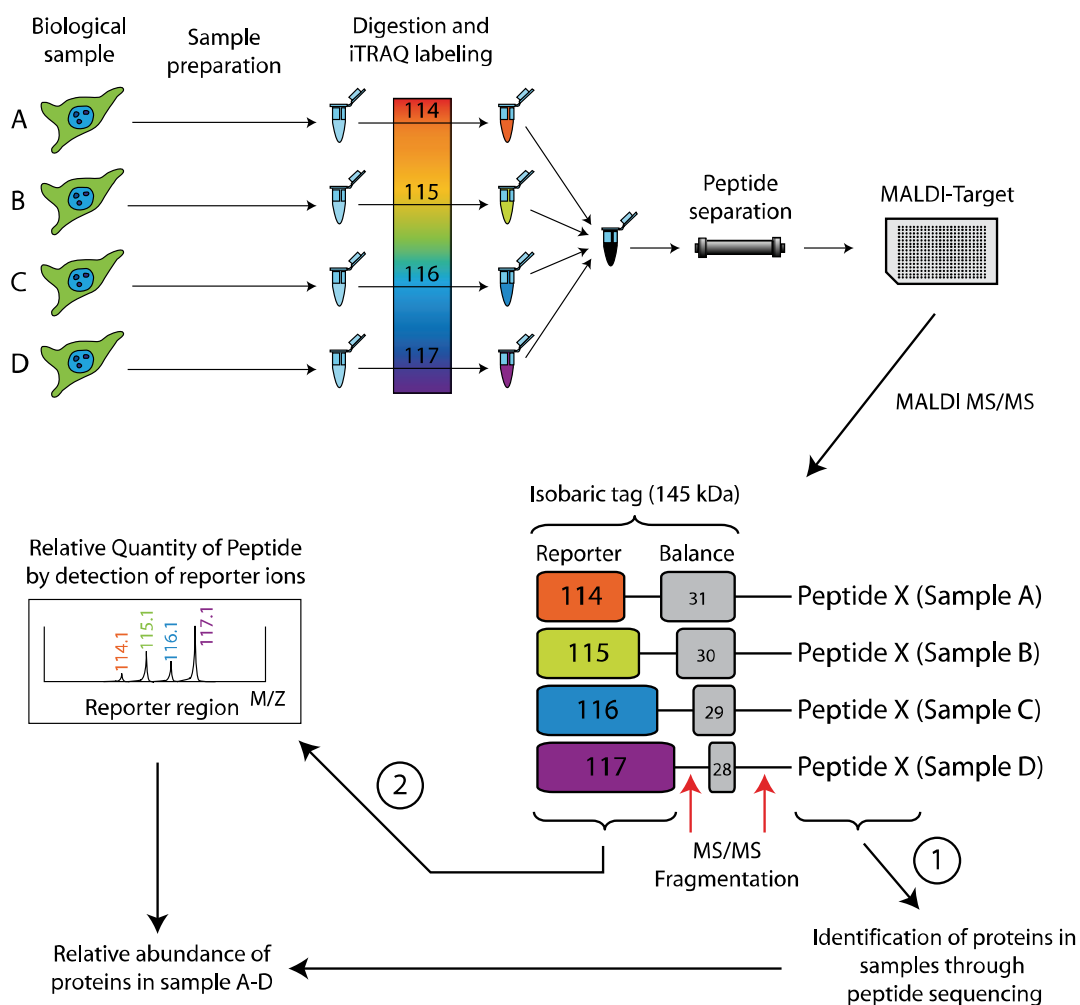 Biological
sample
Sample
preparation
Digestion and
iTRAQ labeling
A
114
B
115
C
116
D
117
Peptide
separation
MALDI-Target
MALDI MS/MS
Isobaric tag (145 kDa)
Reporter
Balance
114
31
Peptide X (Sample A)
115
30
Peptide X (Sample B)
116
29
Peptide X (Sample C)
117
28
Peptide X (Sample D)
MS/MS
Fragmentation
1
2
Relative Quantity of Peptide
by detection of reporter ions
114.1
115.1
116.1
117.1
M/Z
Reporter region
Relative abundance of
proteins in sample A-D
Identification of proteins in
samples through
peptide sequencing